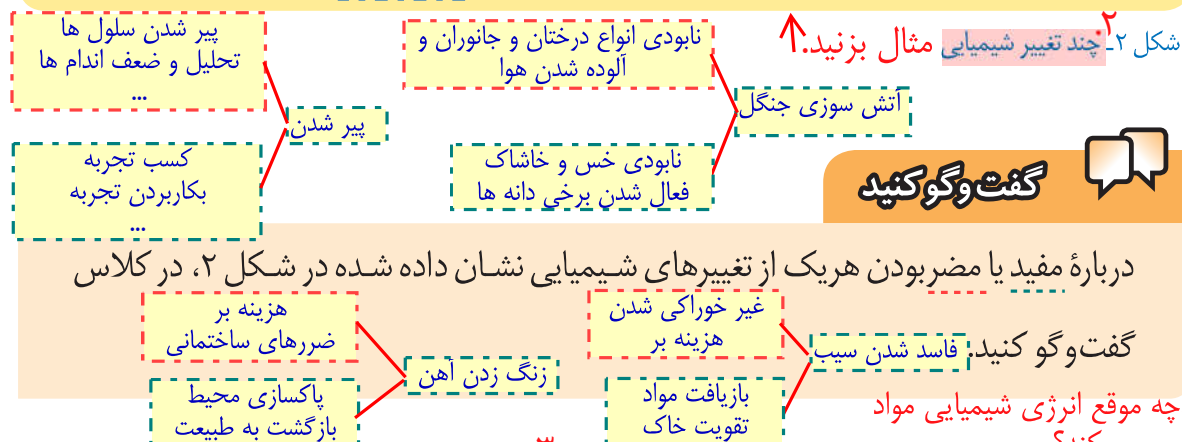 شکل ۲ـ چند تغییر شیمیایی مثال بزنید.
۲
نابودی انواع درختان و جانوران و
آلوده شدن هوا
آتش سوزی جنگل
نابودی خس و خاشاک
فعال شدن برخی دانه ها
پیر شدن سلول ها
تحلیل و ضعف اندام ها
...
پیر شدن
کسب تجربه
بکاربردن تجربه
...
گفت‌وگو کنید
دربارهٔ مفید یا مضر بودن هریک از تغییرهای شیمیایی نشان داده شده در شکل ۲، در کلاس
گفت‌وگو کنید.
غیر خوراکی شدن
هزینه بر
فاسد شدن سیب
بازیافت مواد
تقویت خاک
هزینه بر
ضررهای ساختمانی
زنگ زدن آهن
پاکسازی محیط
بازگشت به طبیعت
چه موقع انرژی شیمیایی مواد